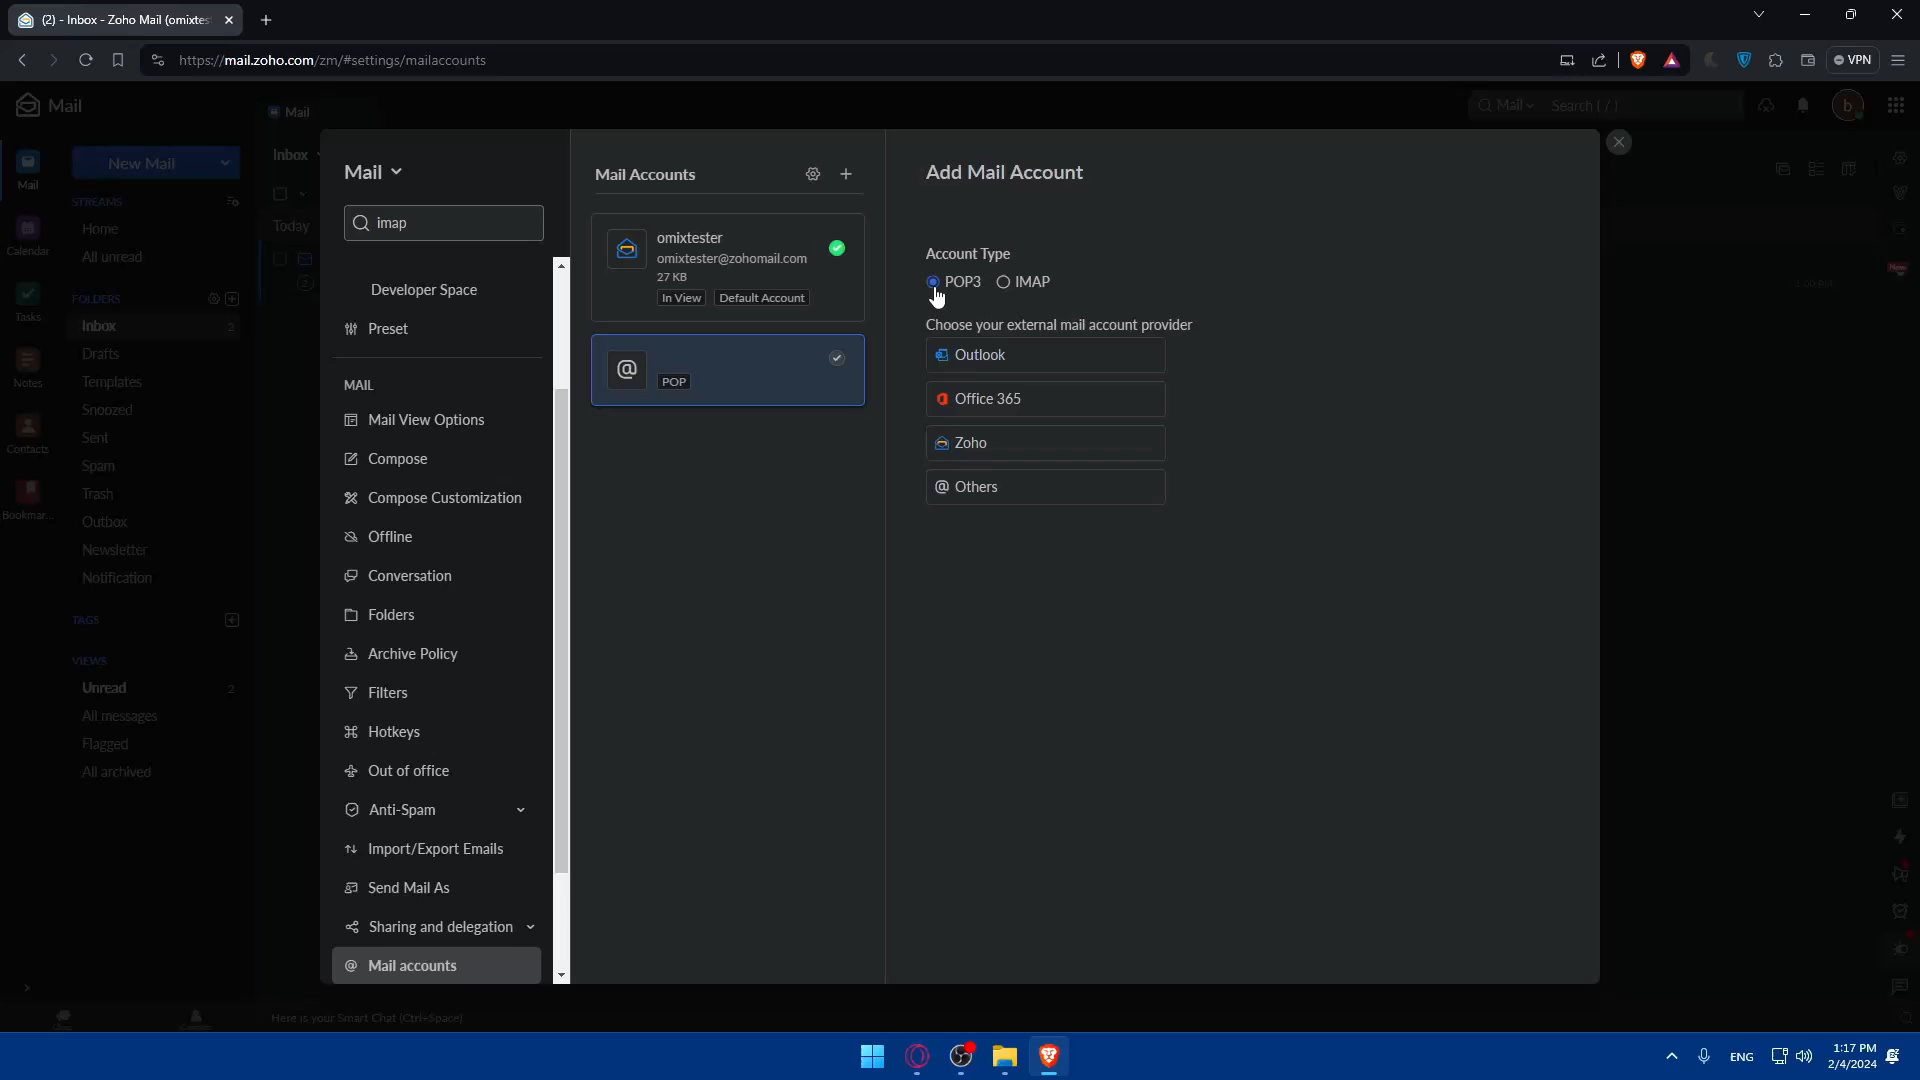 (2) - Inbox - Zoho Mail (omixtes
https://mail.zoho.com/zm/#settings/mailaccounts
VPN
Mail
Mail
Mail
Search ( / )
b
Mail
Calendar
Tasks
Notes
Contacts
Bookmar...
New Mail
STREAMS
Home
All unread
FOLDERS
Inbox 2
Drafts
Templates
Snoozed
Sent
Spam
Trash
Outbox
Newsletter
Notification
TAGS
VIEWS
Unread 2
All messages
Flagged
All archived
Inbox
Today
Mail
imap
Developer Space
Preset
MAIL
Mail View Options
Compose
Compose Customization
Offline
Conversation
Folders
Archive Policy
Filters
Hotkeys
Out of office
Anti-Spam
Import/Export Emails
Send Mail As
Sharing and delegation
Mail accounts
Mail Accounts
omixtester
omixtester@zohomail.com
27 KB
In View Default Account
POP
Add Mail Account
Account Type
POP3 IMAP
Choose your external mail account provider
Outlook
Office 365
Zoho
Others
Here is your Smart Chat (Ctrl+Space)
ENG
1:17 PM
2/4/2024